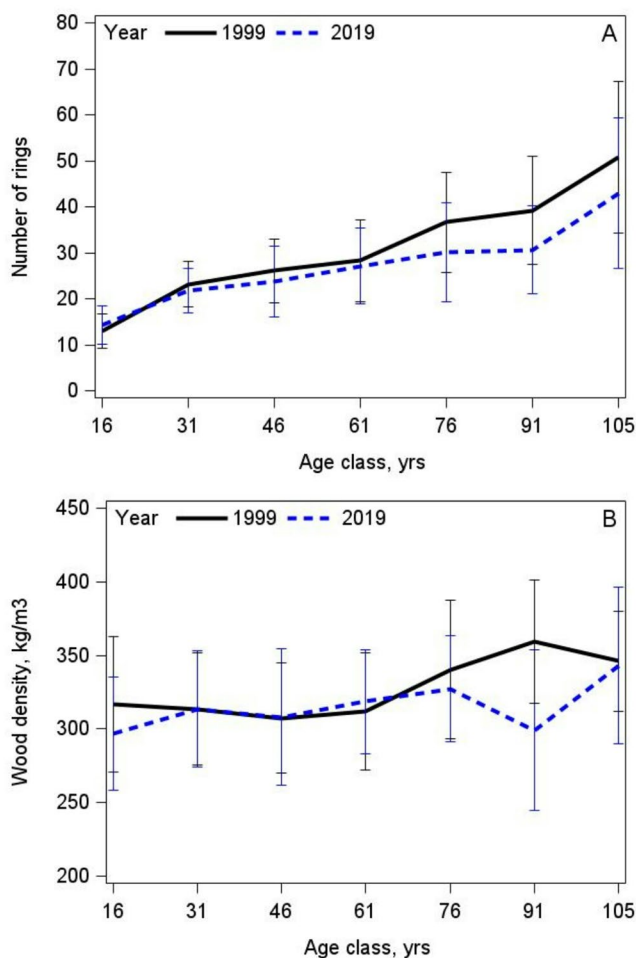 Year 1999 2019 A
80
70
60
50
40
30
20
10
0
Number of rings
16 31 46 61 76 91 105
Age class, yrs
Year 1999 2019 B
450
400
350
300
250
200
Wood density, kg/m3
16 31 46 61 76 91 105
Age class, yrs